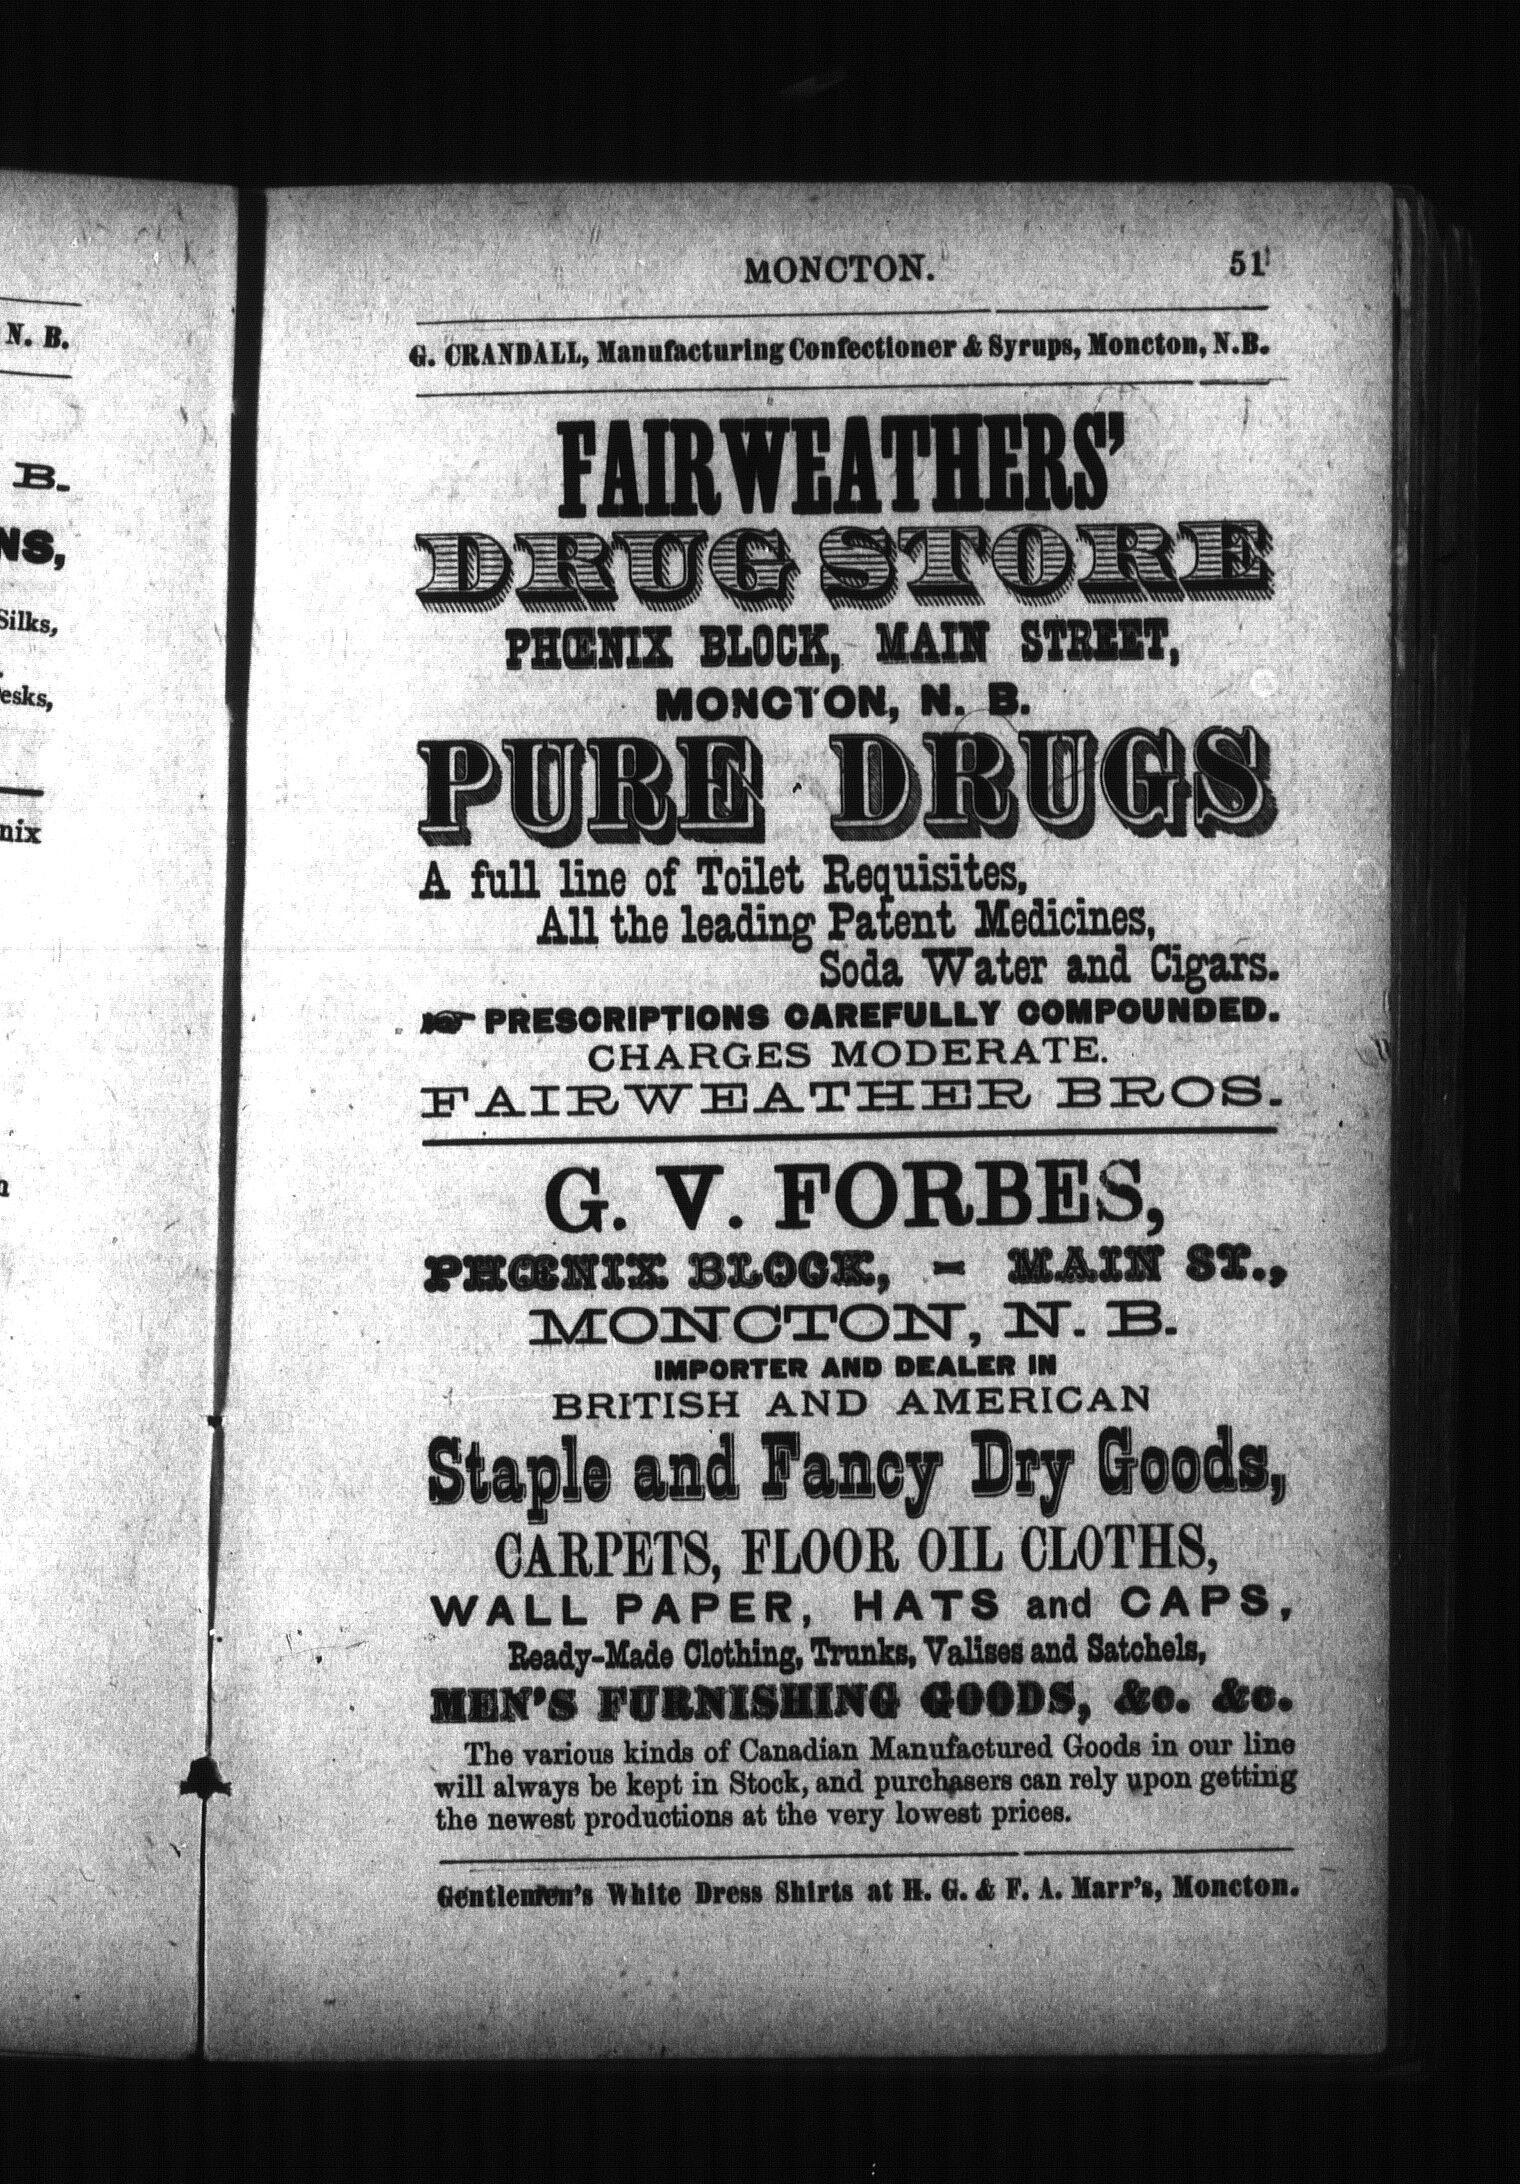 N. B.
B.
NS,
Silks,
esks,
nix
MONCTON. 51
G. CRANDALL, Manufacturing Confectioner & Syrups, Moncton, N.B.
FAIRWEATHERS'
DRUG STORE
PHŒNIX BLOCK, MAIN STREET,
MONCTON, N. B.
PURE DRUGS
A full line of Toilet Requisites,
All the leading Patent Medicines,
Soda Water and Cigars.
☛ PRESCRIPTIONS CAREFULLY COMPOUNDED.
CHARGES MODERATE.
FAIRWEATHER BROS.
G. V. FORBES,
PHŒNIX BLOCK, - MAIN ST.,
MONCTON, N. B.
IMPORTER AND DEALER IN
BRITISH AND AMERICAN
Staple and Fancy Dry Goods,
CARPETS, FLOOR OIL CLOTHS,
WALL PAPER, HATS and CAPS,
Ready-Made Clothing, Trunks, Valises and Satchels,
MEN'S FURNISHING GOODS, &c. &c.
The various kinds of Canadian Manufactured Goods in our line
will always be kept in Stock, and purchasers can rely upon getting
the newest productions at the very lowest prices.
Gentlemen's White Dress Shirts at H. G. & F. A. Marr's, Moncton.